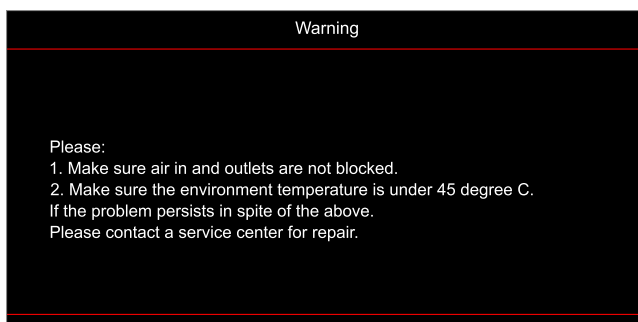 Warning
Please:
1. Make sure air in and outlets are not blocked.
2. Make sure the environment temperature is under 45 degree C.
If the problem persists in spite of the above.
Please contact a service center for repair.